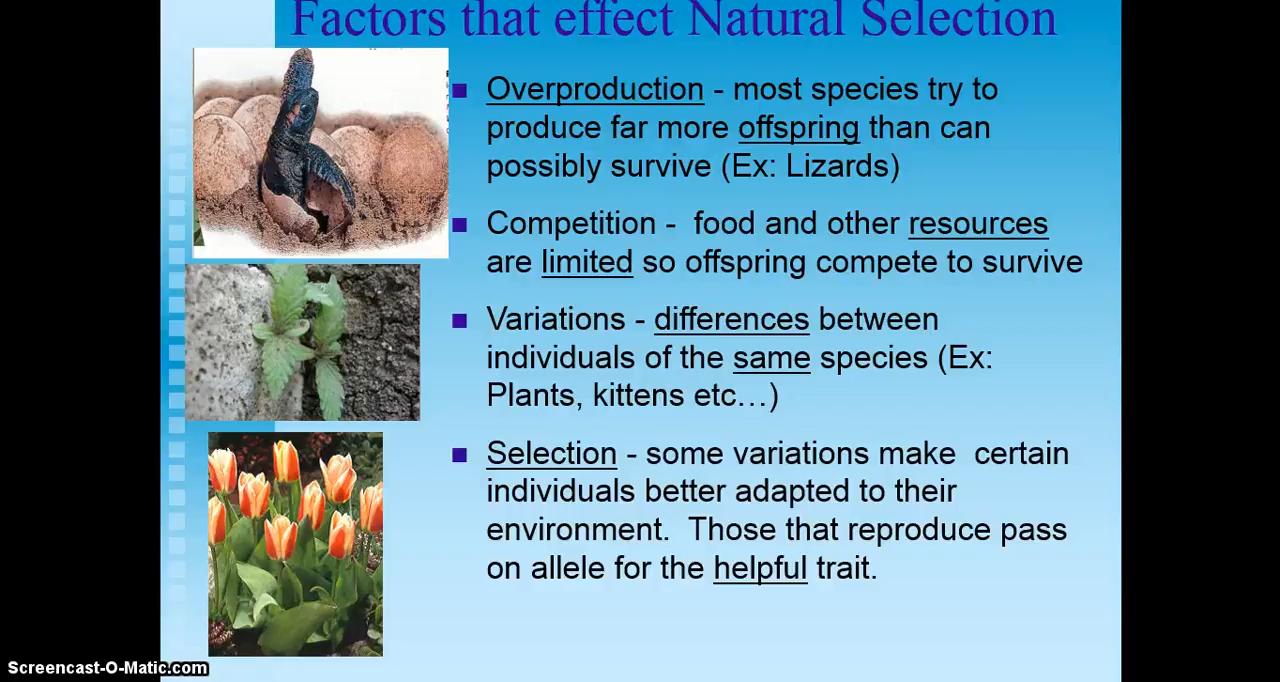 Factors that effect Natural Selection
Overproduction - most species try to
produce far more offspring than can
possibly survive (Ex: Lizards)
Competition - food and other resources
are limited so offspring compete to survive
Variations - differences between
individuals of the same species (Ex:
Plants, kittens etc…)
Selection - some variations make certain
individuals better adapted to their
environment. Those that reproduce pass
on allele for the helpful trait.
Screencast-O-Matic.com